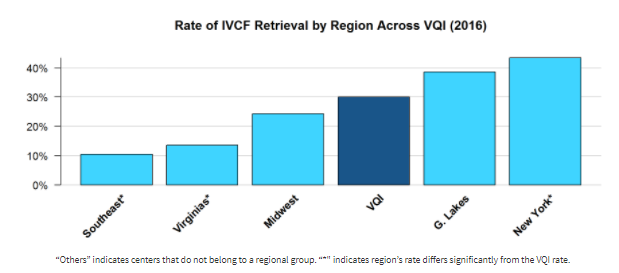 Rate of IVCF Retrieval by Region Across VQI (2016)
40%
30%
20%
10%
0%
Southeast*
Virginias*
Midwest
VQI
G. Lakes
New York*
“Others” indicates centers that do not belong to a regional group. “*” indicates region’s rate differs significantly from the VQI rate.